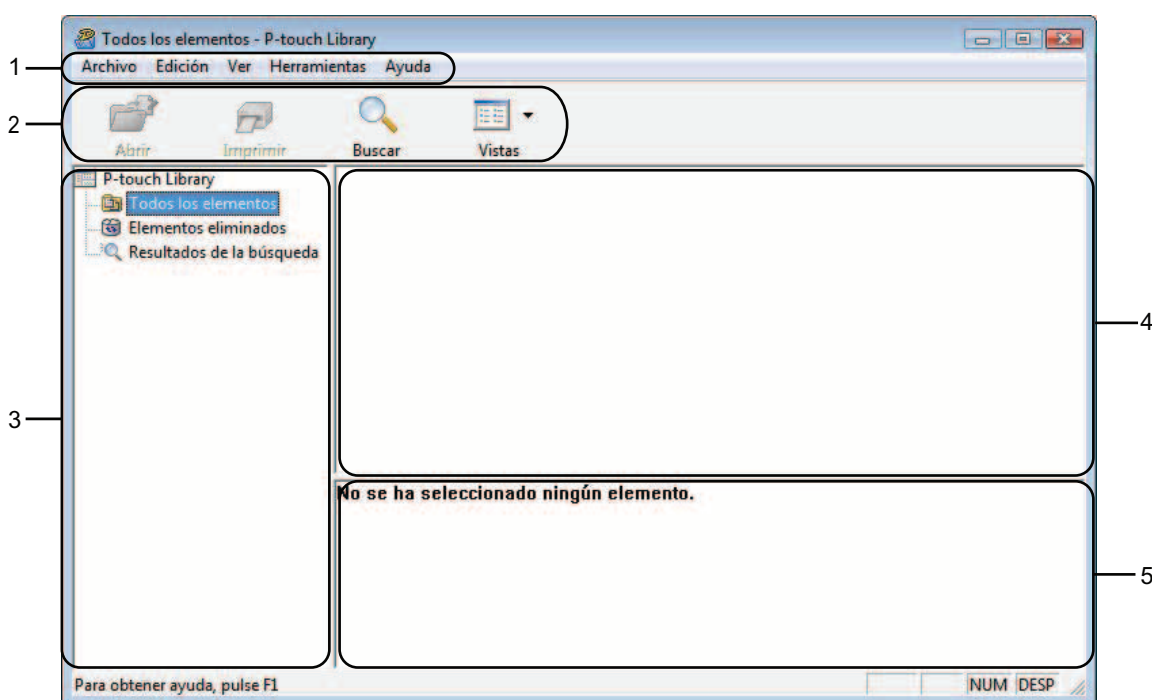 Todos los elementos - P-touch Library
1
Archivo Edición Ver Herramientas Ayuda
2
Abrir Imprimir Buscar Vistas
3
P-touch Library
Todos los elementos
Elementos eliminados
Resultados de la búsqueda
4
No se ha seleccionado ningún elemento.
5
Para obtener ayuda, pulse F1 NUM DESP